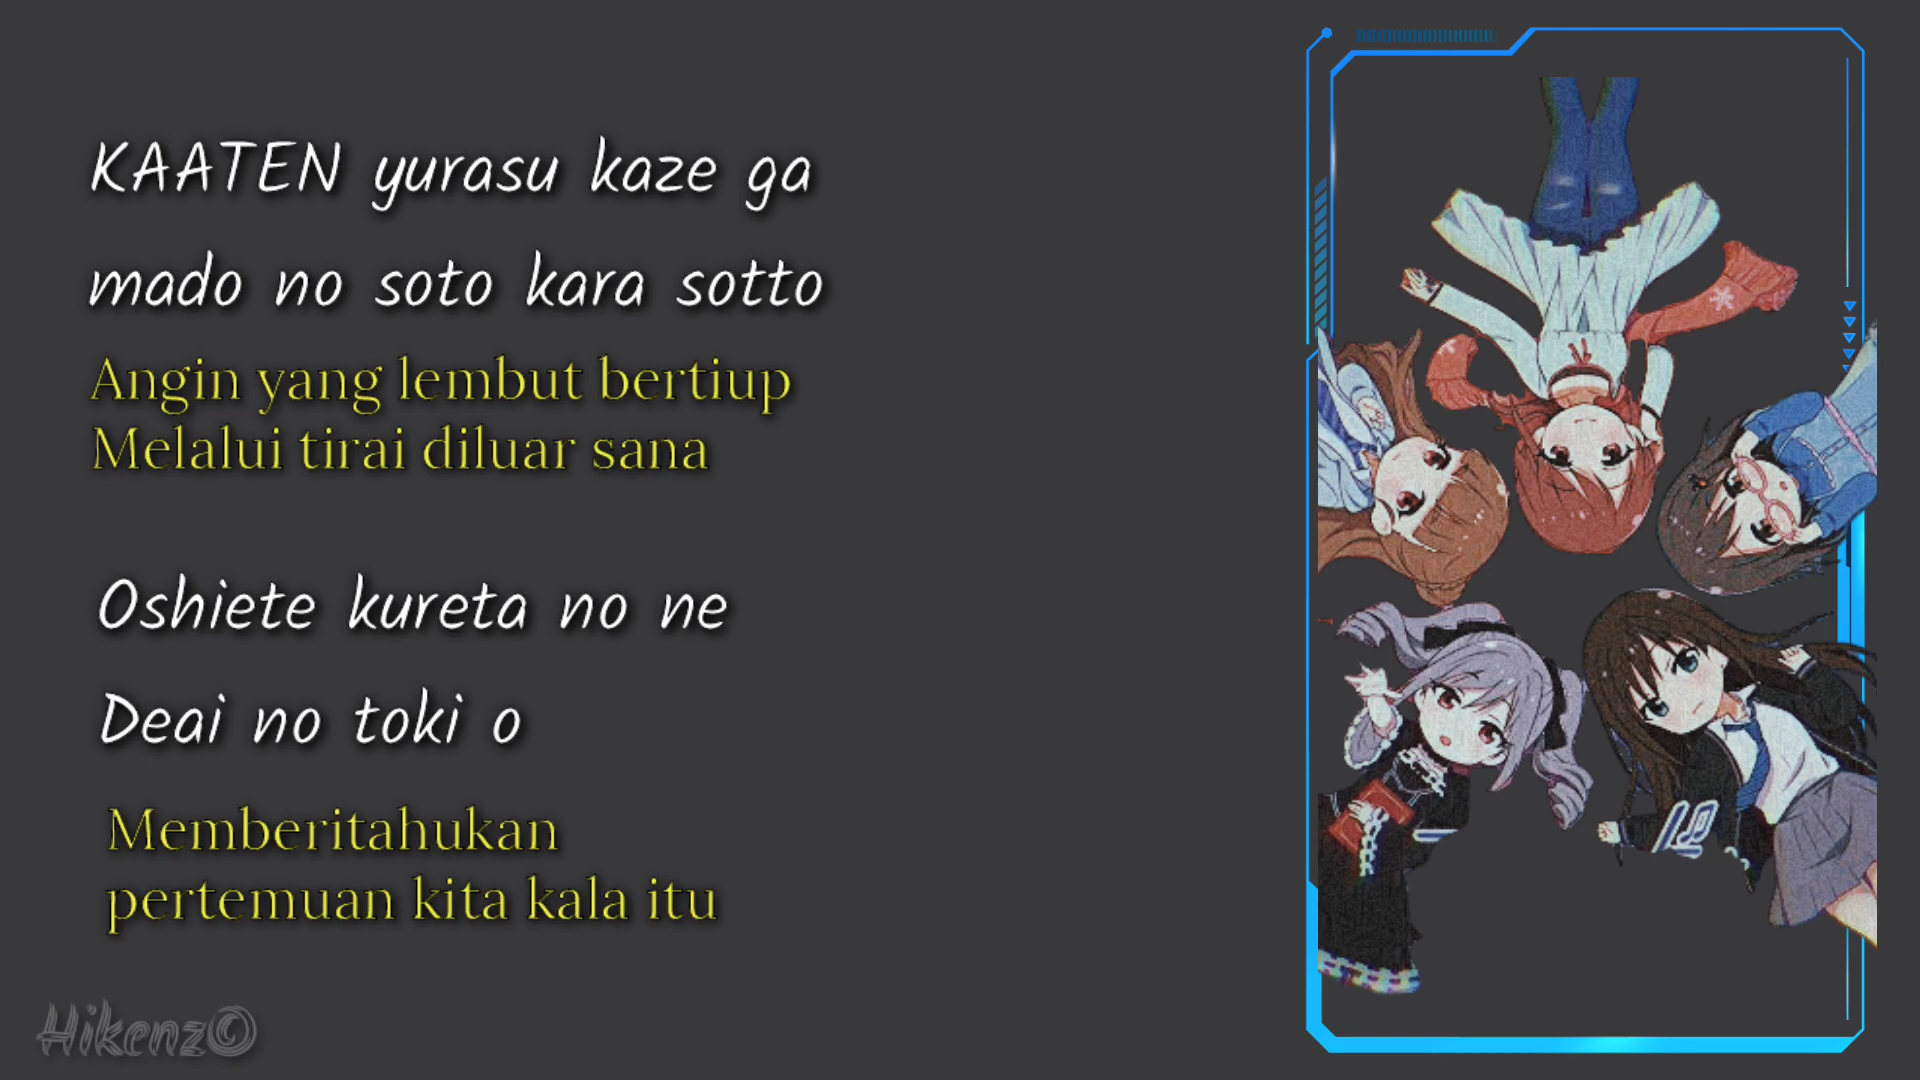 KAATEN yurasu kaze ga
mado no soto kara sotto
Angin yang lembut bertiup
Melalui tirai diluar sana
Oshiete kureta no ne
Deai no toki o
Memberitahukan
pertemuan kita kala itu
Hikenz©